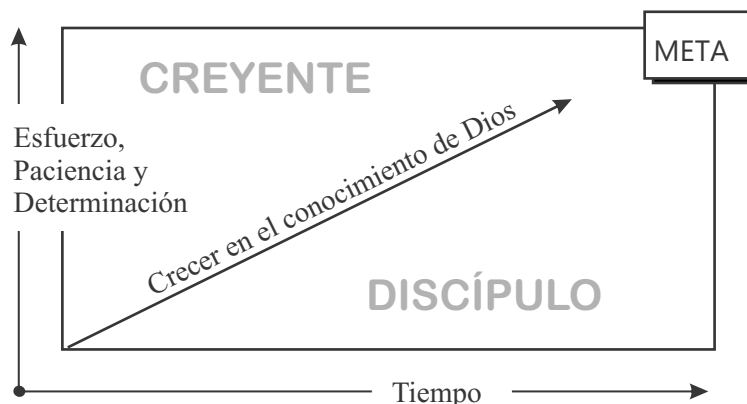 META
CREYENTE
Esfuerzo,
Paciencia y
Determinación
Crecer en el conocimiento de Dios
DISCÍPULO
Tiempo